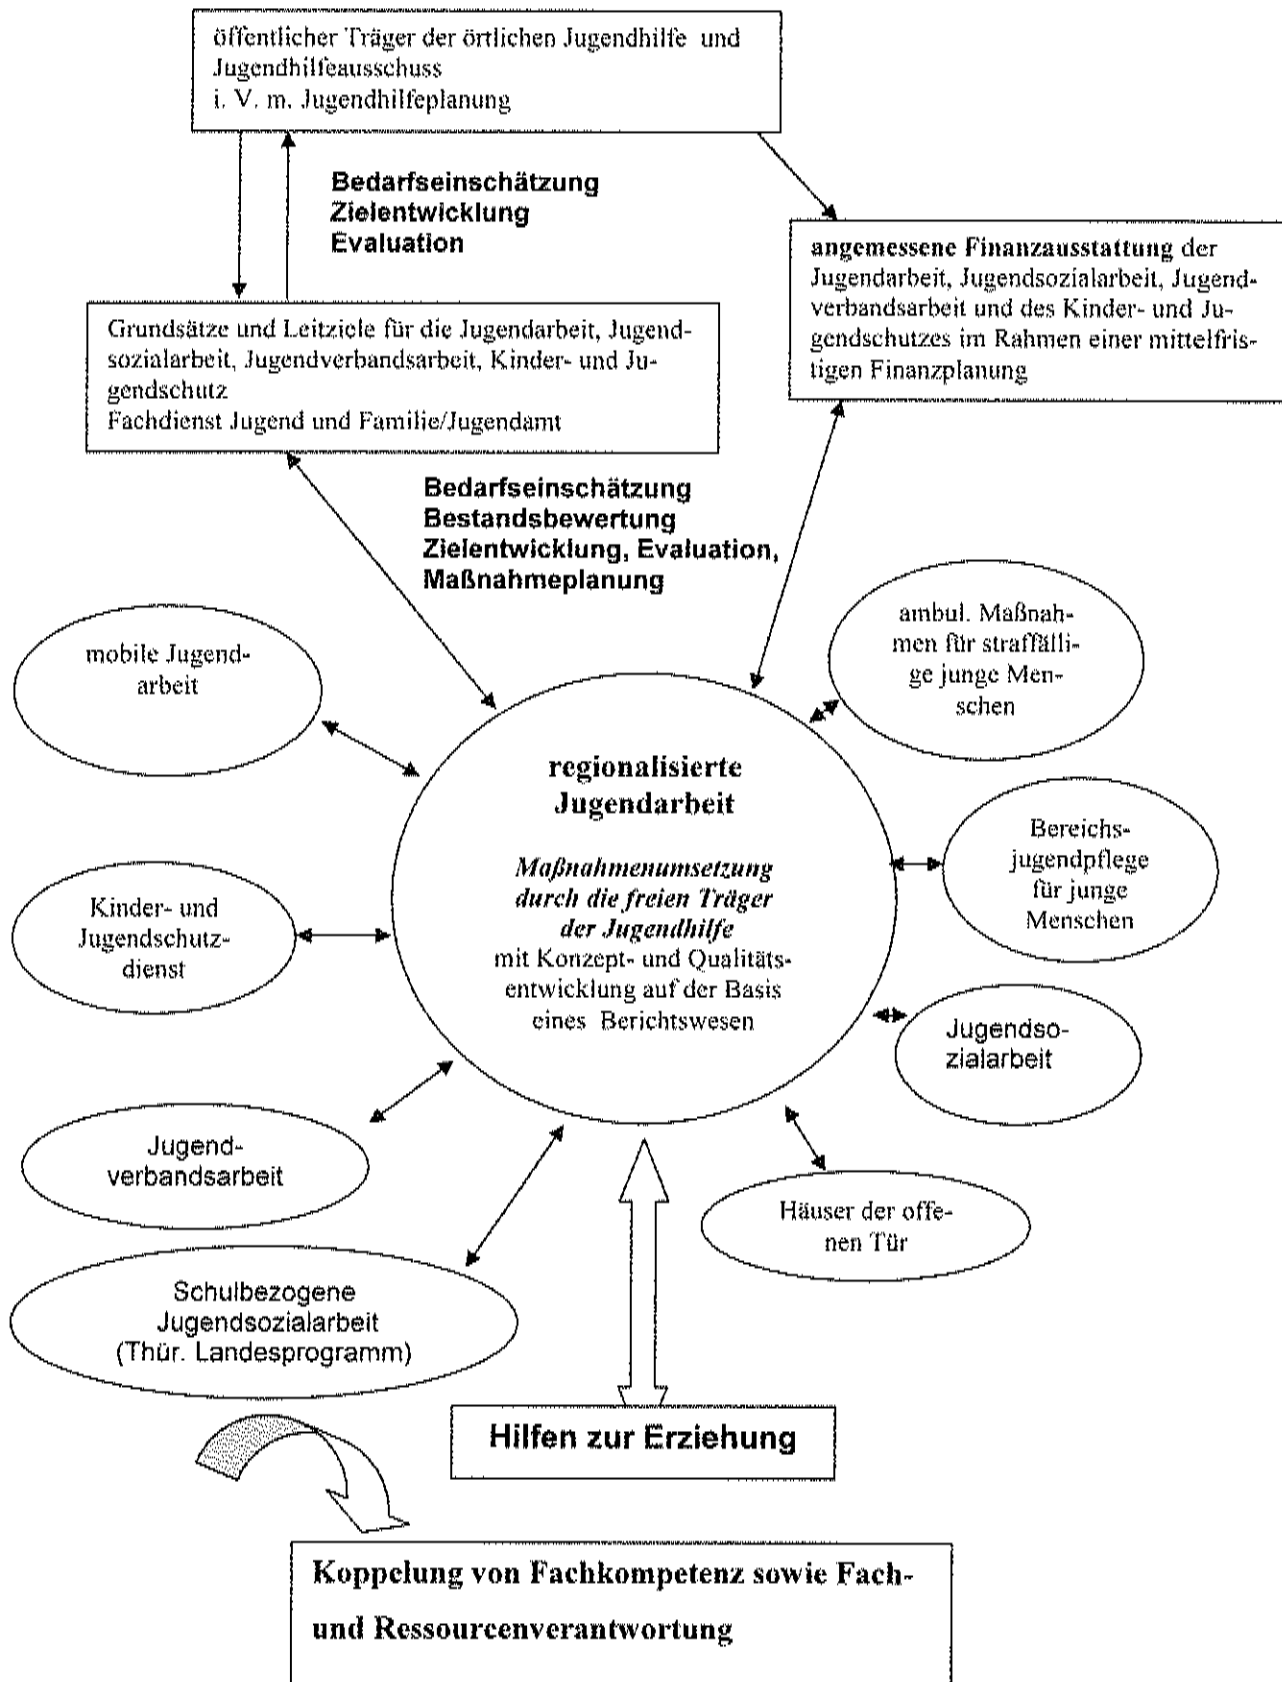 öffentlicher Träger der örtlichen Jugendhilfe und
Jugendhilfeausschuss
i. V. m. Jugendhilfeplanung
Bedarfseinschätzung
Zielentwicklung
Evaluation
angemessene Finanzausstattung der
Jugendarbeit, Jugendsozialarbeit, Jugend-
verbandsarbeit und des Kinder- und Ju-
gendschutzes im Rahmen einer mittelfris-
tigen Finanzplanung
Grundsätze und Leitziele für die Jugendarbeit, Jugend-
sozialarbeit, Jugendverbandsarbeit, Kinder- und Ju-
gendschutz
Fachdienst Jugend und Familie/Jugendamt
Bedarfseinschätzung
Bestandsbewertung
Zielentwicklung, Evaluation,
Maßnahmeplanung
mobile Jugend-
arbeit
ambul. Maßnah-
men für straffälli-
ge junge Men-
schen
regionalisierte
Jugendarbeit
Maßnahmenumsetzung
durch die freien Träger
der Jugendhilfe
mit Konzept- und Qualitäts-
entwicklung auf der Basis
eines Berichtswesen
Bereichs-
jugendpflege
für junge
Menschen
Kinder- und
Jugendschutz-
dienst
Jugendso-
zialarbeit
Jugend-
verbandsarbeit
Häuser der offe-
nen Tür
Schulbezogene
Jugendsozialarbeit
(Thür. Landesprogramm)
Hilfen zur Erziehung
Koppelung von Fachkompetenz sowie Fach-
und Ressourcenverantwortung